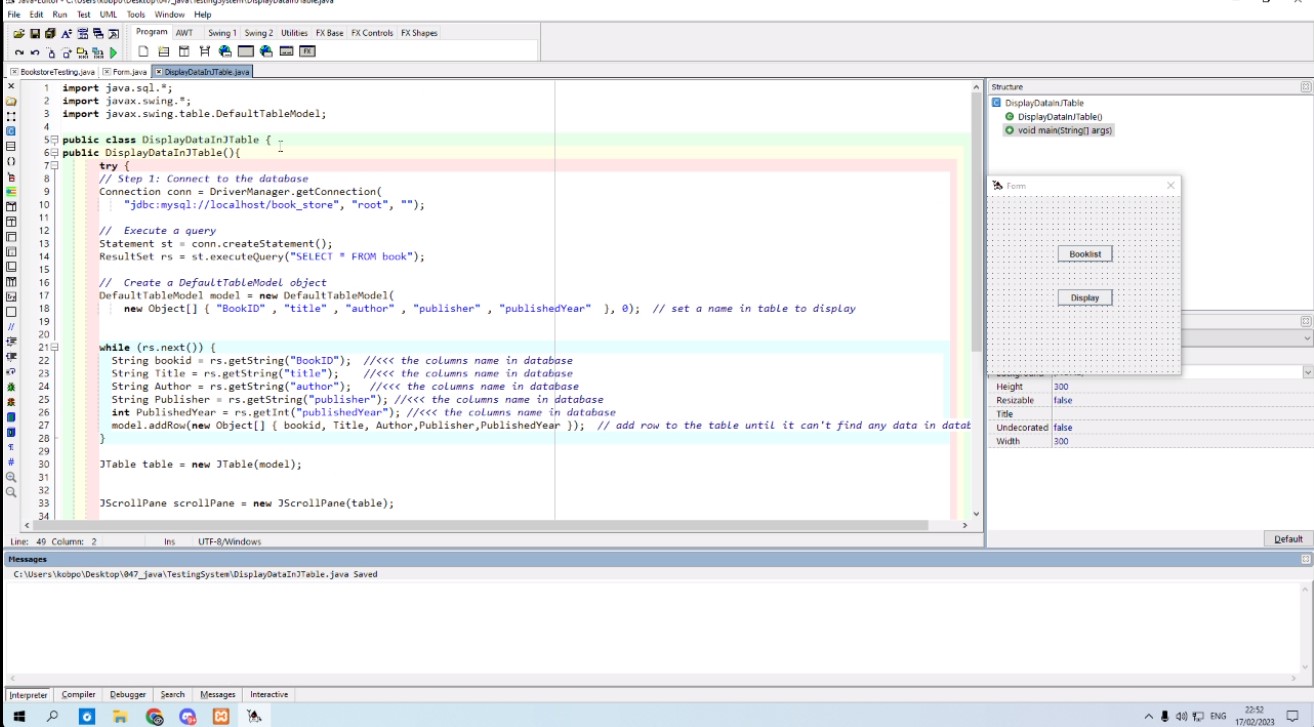 Java-Editor - C:\Users\kobpo\Desktop\047_java\TestingSystem\DisplayDataInJTable.java
File Edit Run Test UML Tools Window Help
Program AWT Swing 1 Swing 2 Utilities FX Base FX Controls FX Shapes
BookstoreTesting.java Form.java DisplayDataInJTable.java
1 import java.sql.*;
2 import javax.swing.*;
3 import javax.swing.table.DefaultTableModel;
4
5 public class DisplayDataInJTable {
6 public DisplayDataInJTable(){
7 try {
8 // Step 1: Connect to the database
9 Connection conn = DriverManager.getConnection(
10 "jdbc:mysql://localhost/book_store", "root", "");
11
12 // Execute a query
13 Statement st = conn.createStatement();
14 ResultSet rs = st.executeQuery("SELECT * FROM book");
15
16 // Create a DefaultTableModel object
17 DefaultTableModel model = new DefaultTableModel(
18 new Object[] { "BookID" , "title" , "author" , "publisher" , "publishedYear" }, 0); // set a name in table to display
19
20
21 while (rs.next()) {
22 String bookid = rs.getString("BookID"); //<<< the columns name in database
23 String Title = rs.getString("title"); //<<< the columns name in database
24 String Author = rs.getString("author"); //<<< the columns name in database
25 String Publisher = rs.getString("publisher"); //<<< the columns name in database
26 int PublishedYear = rs.getInt("publishedYear"); //<<< the columns name in database
27 model.addRow(new Object[] { bookid, Title, Author,Publisher,PublishedYear }); // add row to the table until it can't find any data in datab
28 }
29
30 JTable table = new JTable(model);
31
32
33 JScrollPane scrollPane = new JScrollPane(table);
34
Line: 49 Column: 2 Ins UTF-8/Windows
Structure
DisplayDataInJTable
DisplayDataInJTable()
void main(String[] args)
Form
Booklist
Display
Height 300
Resizable false
Title
Undecorated false
Width 300
Default
Messages
C:\Users\kobpo\Desktop\047_java\TestingSystem\DisplayDataInJTable.java Saved
Interpreter Compiler Debugger Search Messages Interactive
ENG
22:52
17/02/2023